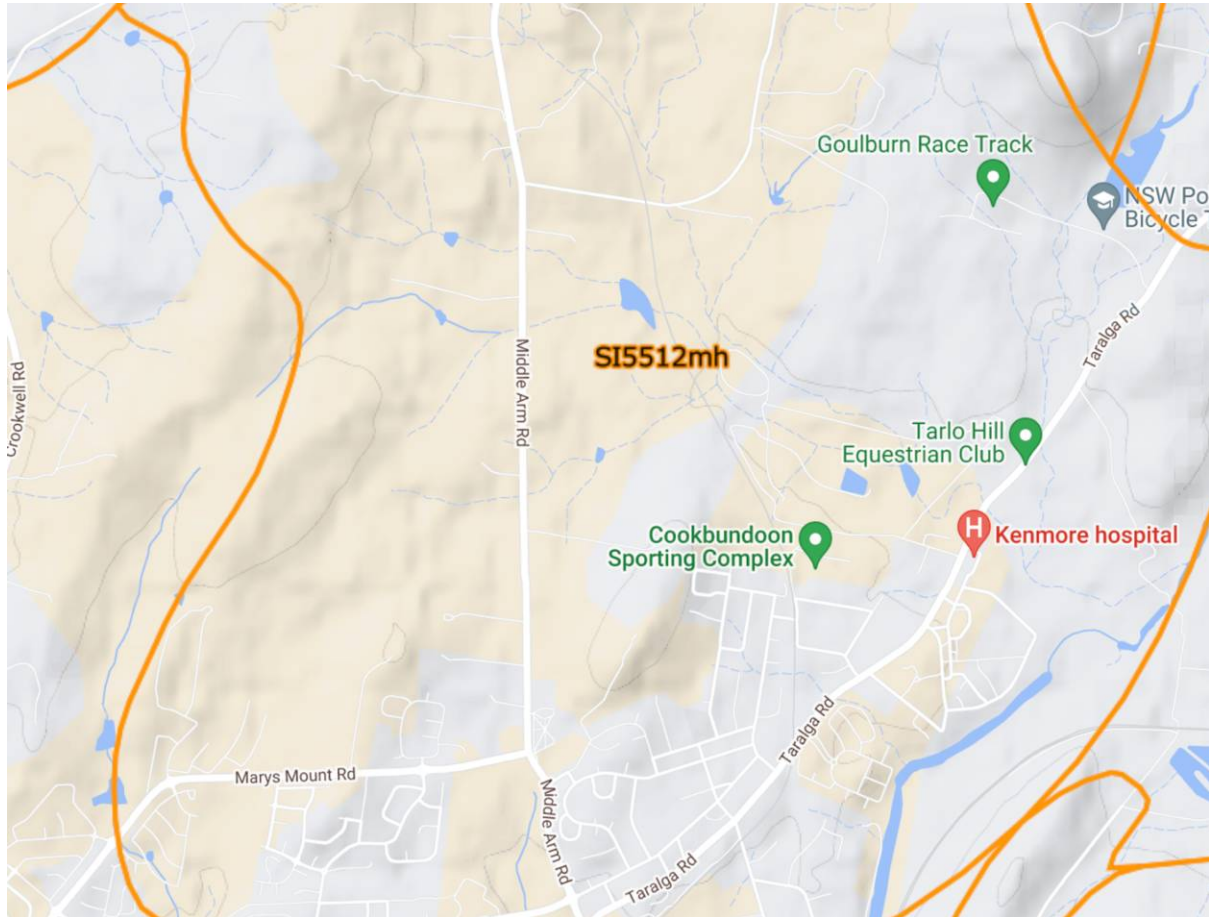 Goulburn Race Track
NSW Po
Bicycle T
Taralga Rd
SI5512mh
Middle Arm Rd
Crookwell Rd
Tarlo Hill
Equestrian Club
Cookbundoon
Sporting Complex
H
Kenmore hospital
Taralga Rd
Marys Mount Rd
Middle Arm Rd
Taralga Rd